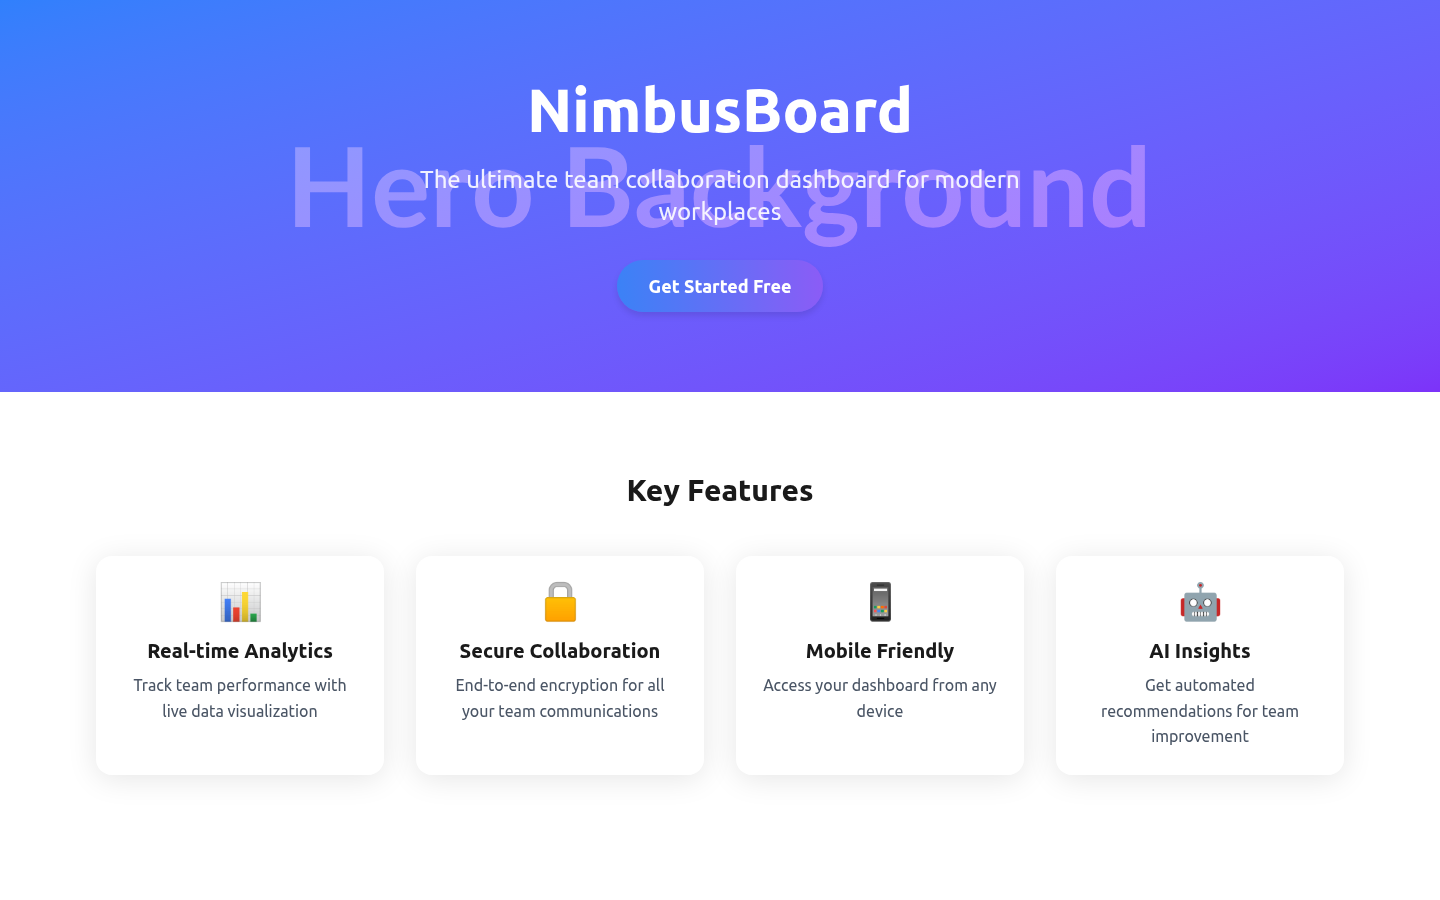 NimbusBoard
Hero Background
The ultimate team collaboration dashboard for modern
workplaces
Get Started Free
Key Features
Real-time Analytics
Track team performance with
live data visualization
Secure Collaboration
End-to-end encryption for all
your team communications
Mobile Friendly
Access your dashboard from any
device
AI Insights
Get automated
recommendations for team
improvement